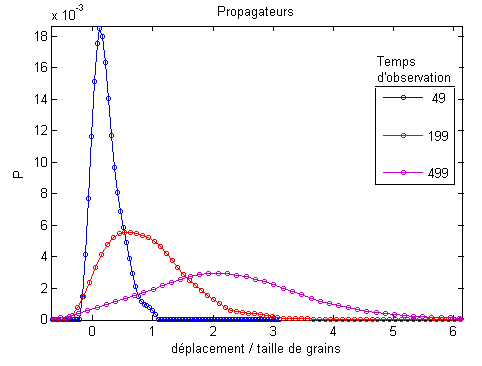 Propagateurs
x 10-3
18
16
14
12
10
8
6
4
2
0
P
Temps
d'observation
49
199
499
0 1 2 3 4 5 6
déplacement / taille de grains